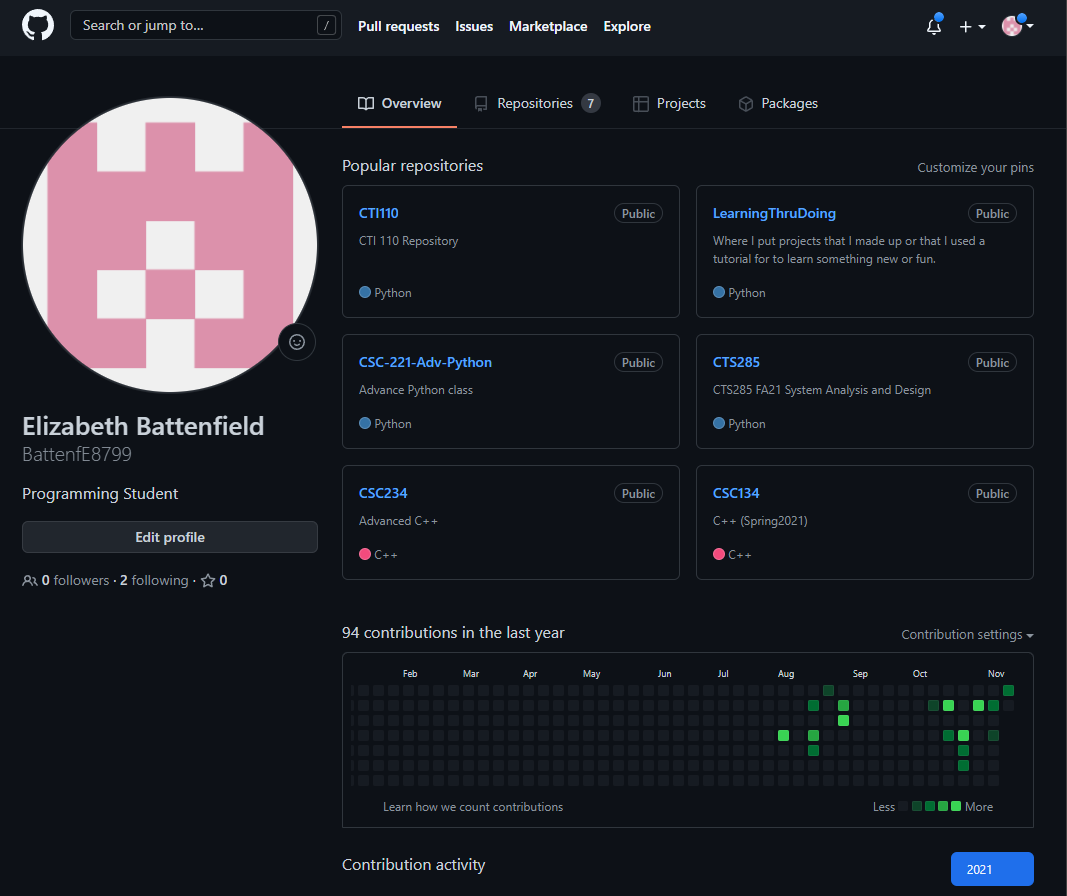 Search or jump to... /
Pull requests Issues Marketplace Explore
Overview Repositories 7 Projects Packages
Elizabeth Battenfield
BattenfE8799
Programming Student
Edit profile
0 followers · 2 following · 0
Popular repositories
Customize your pins
CTI110 Public
CTI 110 Repository
Python
LearningThruDoing Public
Where I put projects that I made up or that I used a
tutorial for to learn something new or fun.
Python
CSC-221-Adv-Python Public
Advance Python class
Python
CTS285 Public
CTS285 FA21 System Analysis and Design
Python
CSC234 Public
Advanced C++
C++
CSC134 Public
C++ (Spring2021)
C++
94 contributions in the last year
Contribution settings
Feb Mar Apr May Jun Jul Aug Sep Oct Nov
Learn how we count contributions
Less More
Contribution activity
2021